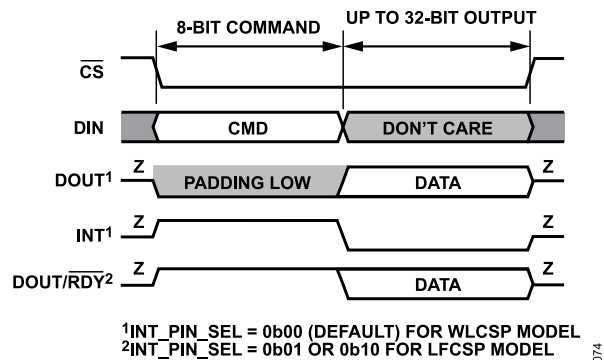 8-BIT COMMAND
UP TO 32-BIT OUTPUT
CS
DIN
CMD
DON'T CARE
DOUT1
Z
PADDING LOW
DATA
Z
INT1
Z
Z
DOUT/RDY2
Z
DATA
Z
1INT_PIN_SEL = 0b00 (DEFAULT) FOR WLCSP MODEL
2INT_PIN_SEL = 0b01 OR 0b10 FOR LFCSP MODEL
074